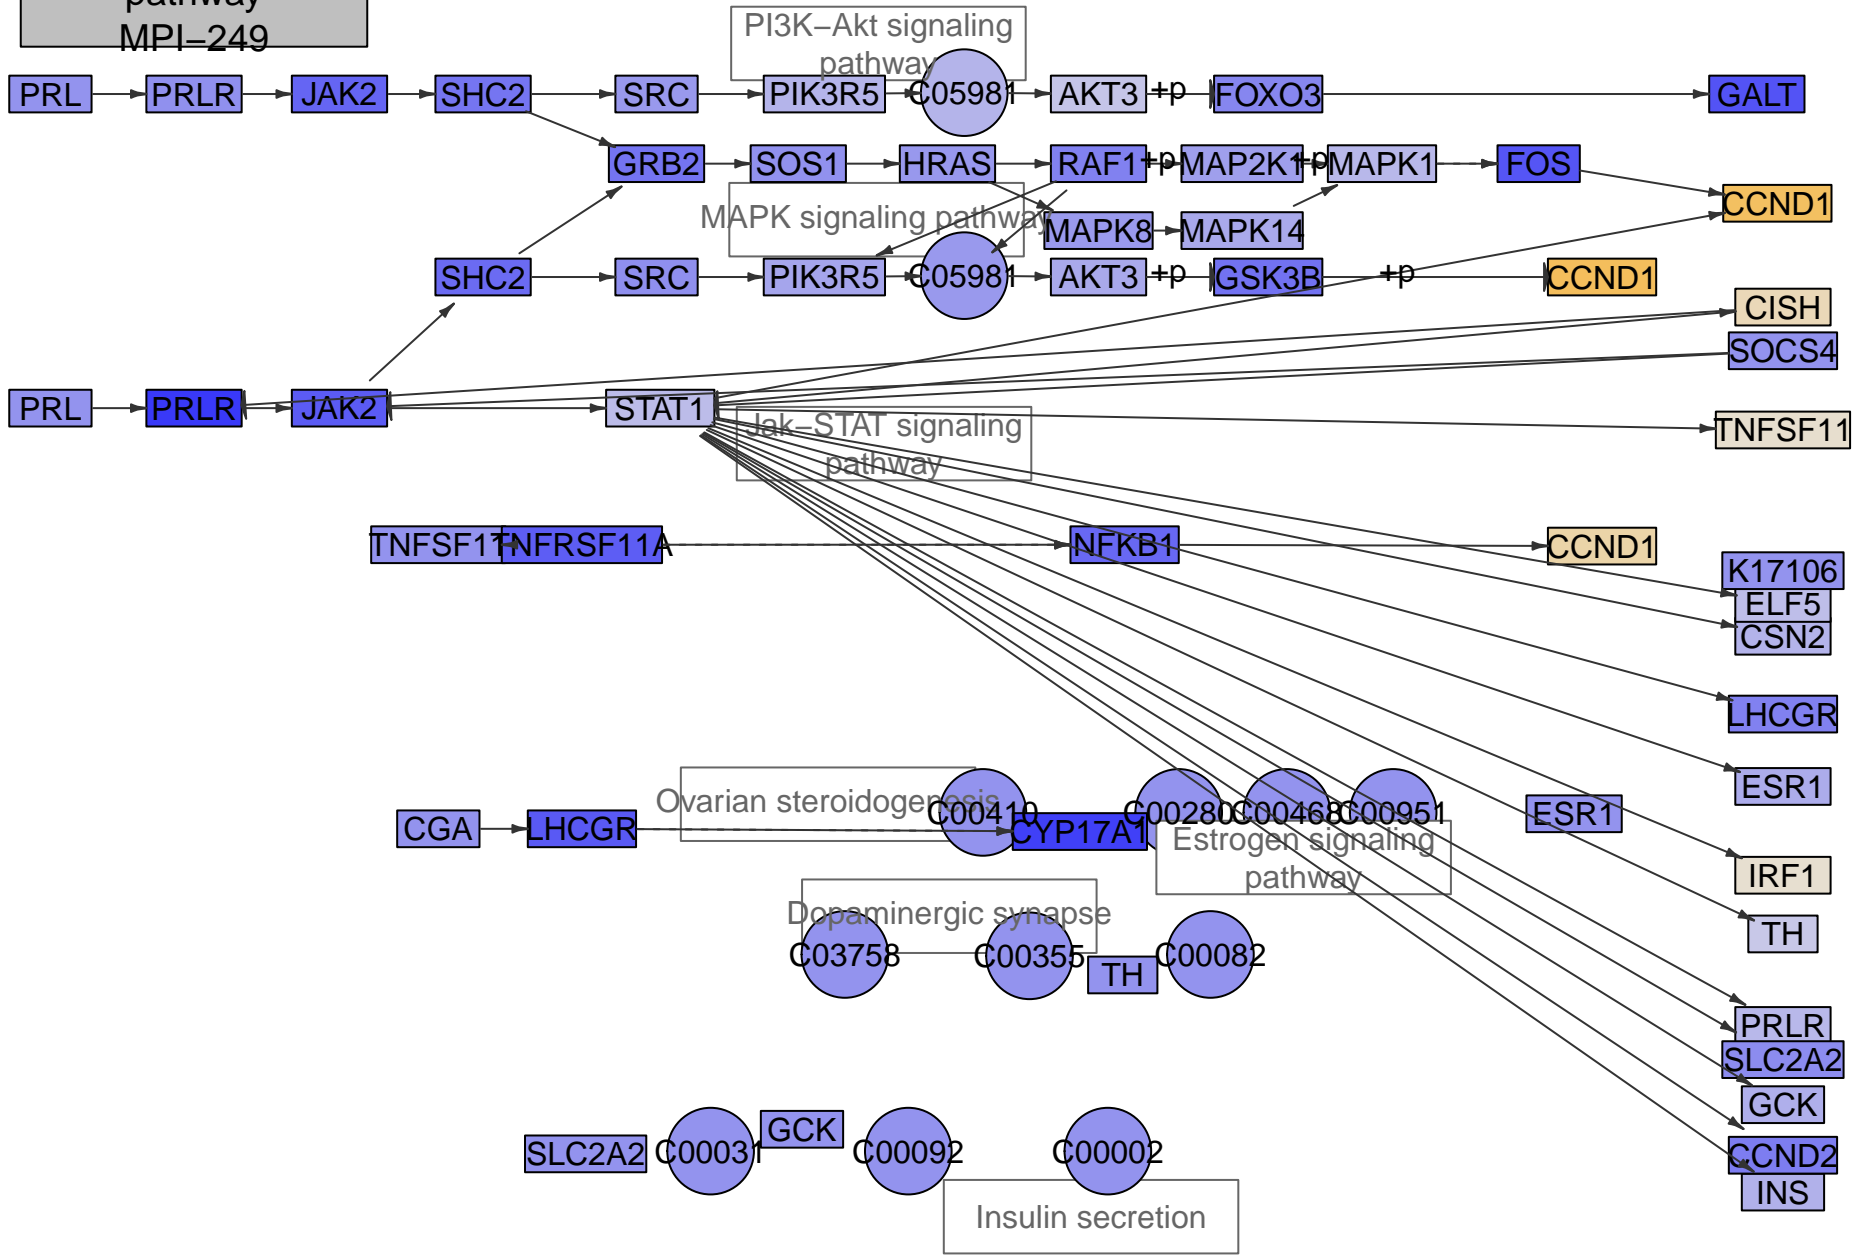 pathway
MPI−249
PI3K−Akt signaling
pathway
PRL
PRLR
JAK2
SHC2
SRC
PIK3R5
C05981
AKT3
+p
FOXO3
GALT
GRB2
SOS1
HRAS
RAF1
+p
MAP2K1
+p
MAPK1
FOS
CCND1
MAPK signaling pathway
MAPK8
MAPK14
SHC2
SRC
PIK3R5
C05981
AKT3
+p
GSK3B
+p
CCND1
CISH
SOCS4
PRL
PRLR
JAK2
STAT1
Jak−STAT signaling
pathway
TNFSF11
TNFSF11
TNFRSF11A
NFKB1
CCND1
K17106
ELF5
CSN2
LHCGR
ESR1
Ovarian steroidogenesis
C00410
C00280
C00468
C00951
ESR1
CGA
LHCGR
CYP17A1
Estrogen signaling
pathway
IRF1
Dopaminergic synapse
TH
C03758
C00355
TH
C00082
PRLR
SLC2A2
GCK
SLC2A2
C00031
GCK
C00092
C00002
CCND2
INS
Insulin secretion